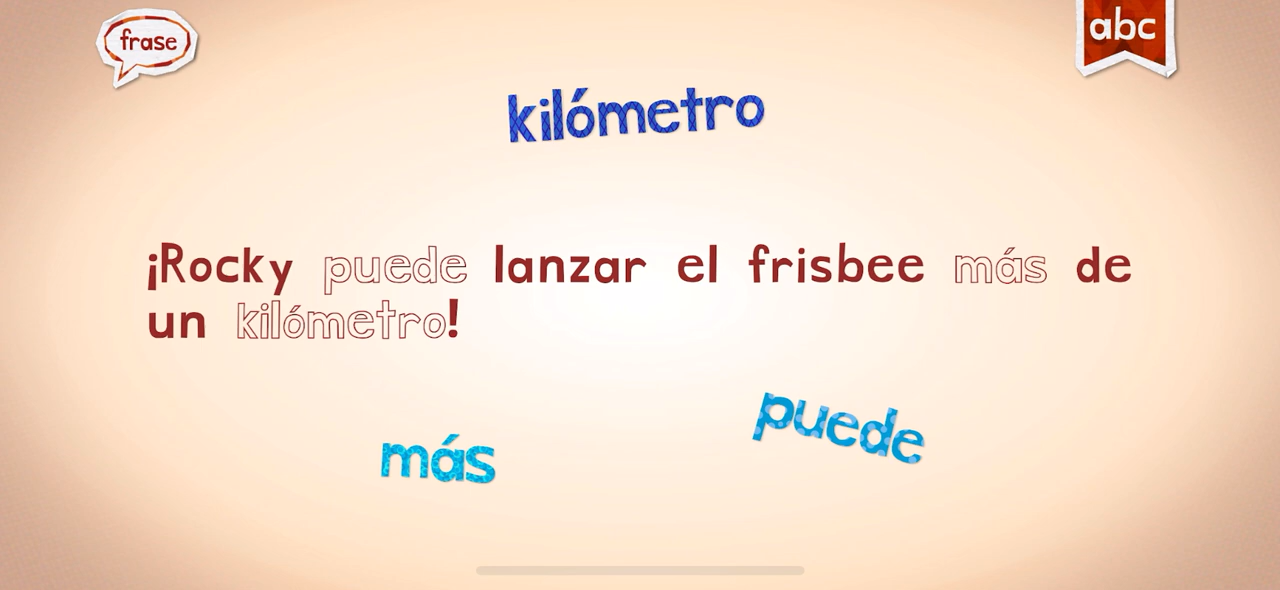 frase
abc
kilómetro
¡Rocky puede lanzar el frisbee más de
un kilómetro!
más
puede